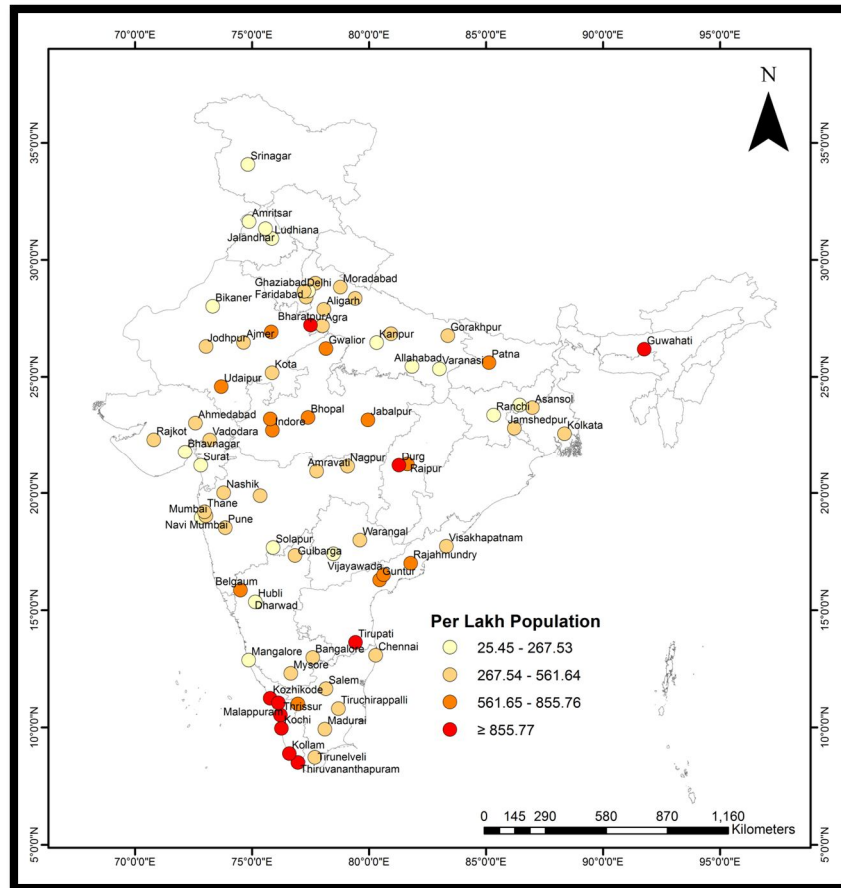 70°0'0"E 75°0'0"E 80°0'0"E 85°0'0"E 90°0'0"E 95°0'0"E
N
35°0'0"N 35°0'0"N
Srinagar
Amritsar
Ludhiana
Jalandhar
30°0'0"N 30°0'0"N
Ghaziabad Delhi Moradabad
Faridabad
Bikaner Aligarh
Bharatpur Agra
Jodhpur Ajmer Kanpur Gorakhpur Guwahati
Gwalior
Allahabad Varanasi Patna
Kota
25°0'0"N 25°0'0"N
Udaipur
Ranchi Asansol
Ahmedabad Indore Bhopal Jabalpur Jamshedpur Kolkata
Rajkot Vadodara
Bhavnagar
Surat Amravati Nagpur Durg
Raipur
20°0'0"N 20°0'0"N
Nashik
Mumbai Thane
Navi Mumbai Pune
Solapur Warangal Visakhapatnam
Gulbarga
Vijayawada Rajahmundry
Guntur
Belgaum
Hubli
Dharwad
15°0'0"N 15°0'0"N
Tirupati
Mangalore Bangalore Chennai
Mysore
Kozhikode Salem
Malappuram Thrissur Tiruchirappalli
Kochi Madurai
Kollam
Tirunelveli
Thiruvananthapuram
10°0'0"N 10°0'0"N
Per Lakh Population
25.45 - 267.53
267.54 - 561.64
561.65 - 855.76
≥ 855.77
0 145 290 580 870 1,160
Kilometers
5°0'0"N 5°0'0"N
70°0'0"E 75°0'0"E 80°0'0"E 85°0'0"E 90°0'0"E 95°0'0"E